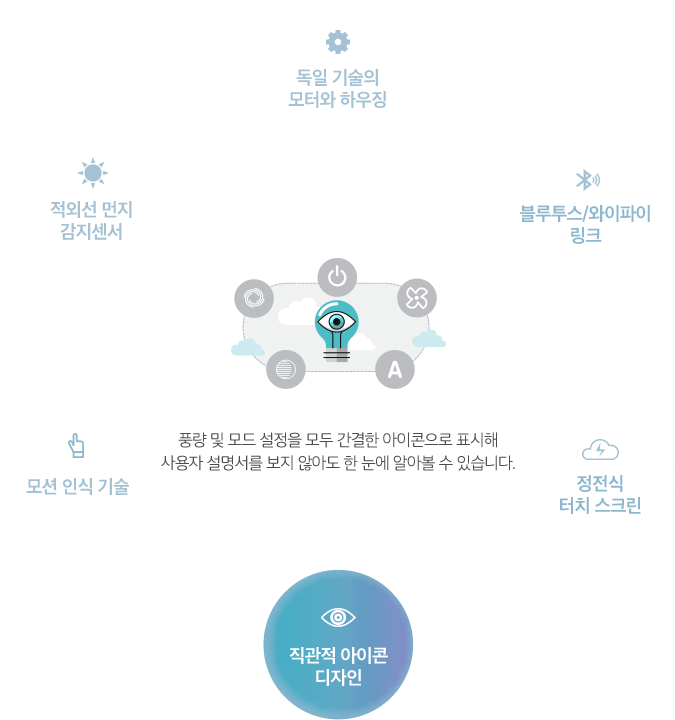 독일 기술의
모터와 하우징
적외선 먼지
감지센서
블루투스/와이파이
링크
A
풍량 및 모드 설정을 모두 간결한 아이콘으로 표시해
사용자 설명서를 보지 않아도 한 눈에 알아볼 수 있습니다.
모션 인식 기술
정전식
터치 스크린
직관적 아이콘
디자인